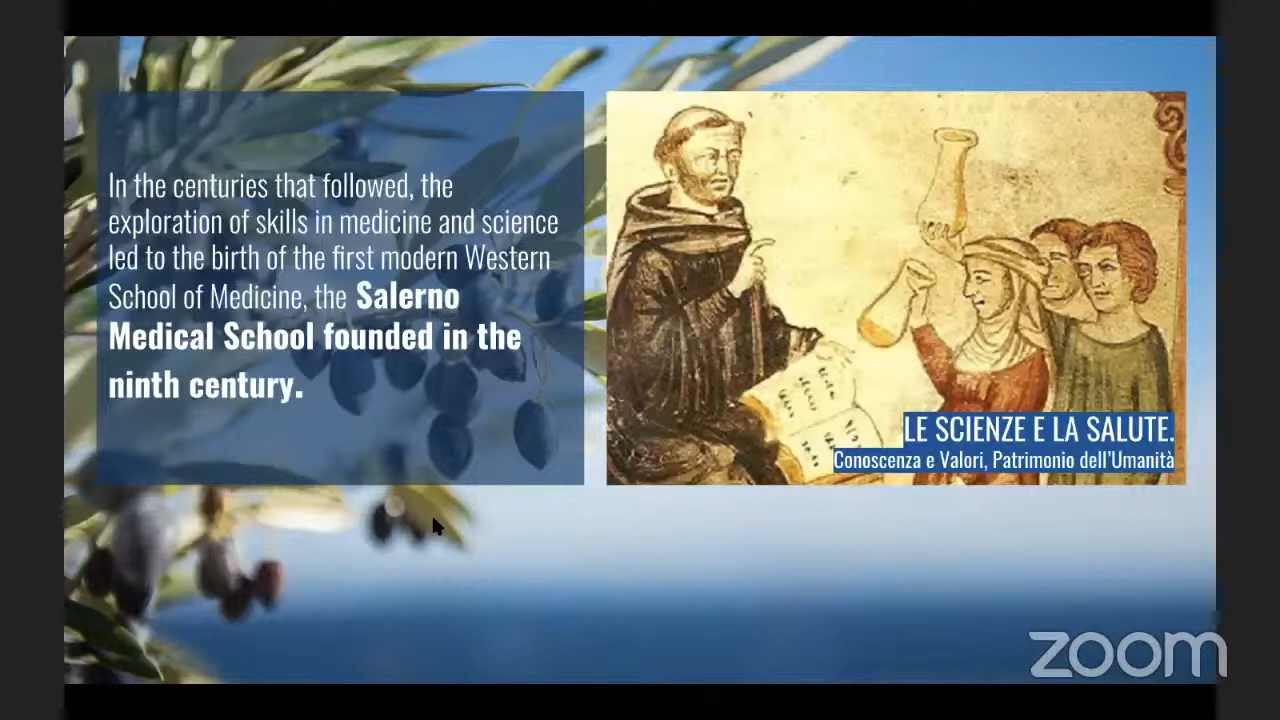 In the centuries that followed, the
exploration of skills in medicine and science
led to the birth of the first modern Western
School of Medicine, the Salerno
Medical School founded in the
ninth century.
LE SCIENZE E LA SALUTE.
Conoscenza e Valori, Patrimonio dell'Umanità
zoom